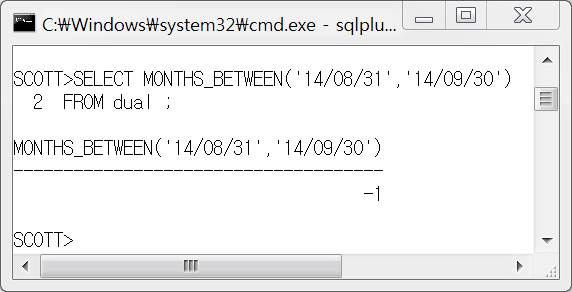 C:₩Windows₩system32₩cmd.exe - sqlplu...
SCOTT>SELECT MONTHS_BETWEEN('14/08/31','14/09/30')
2 FROM dual ;
MONTHS_BETWEEN('14/08/31','14/09/30')
-------------------------------------
-1
SCOTT>